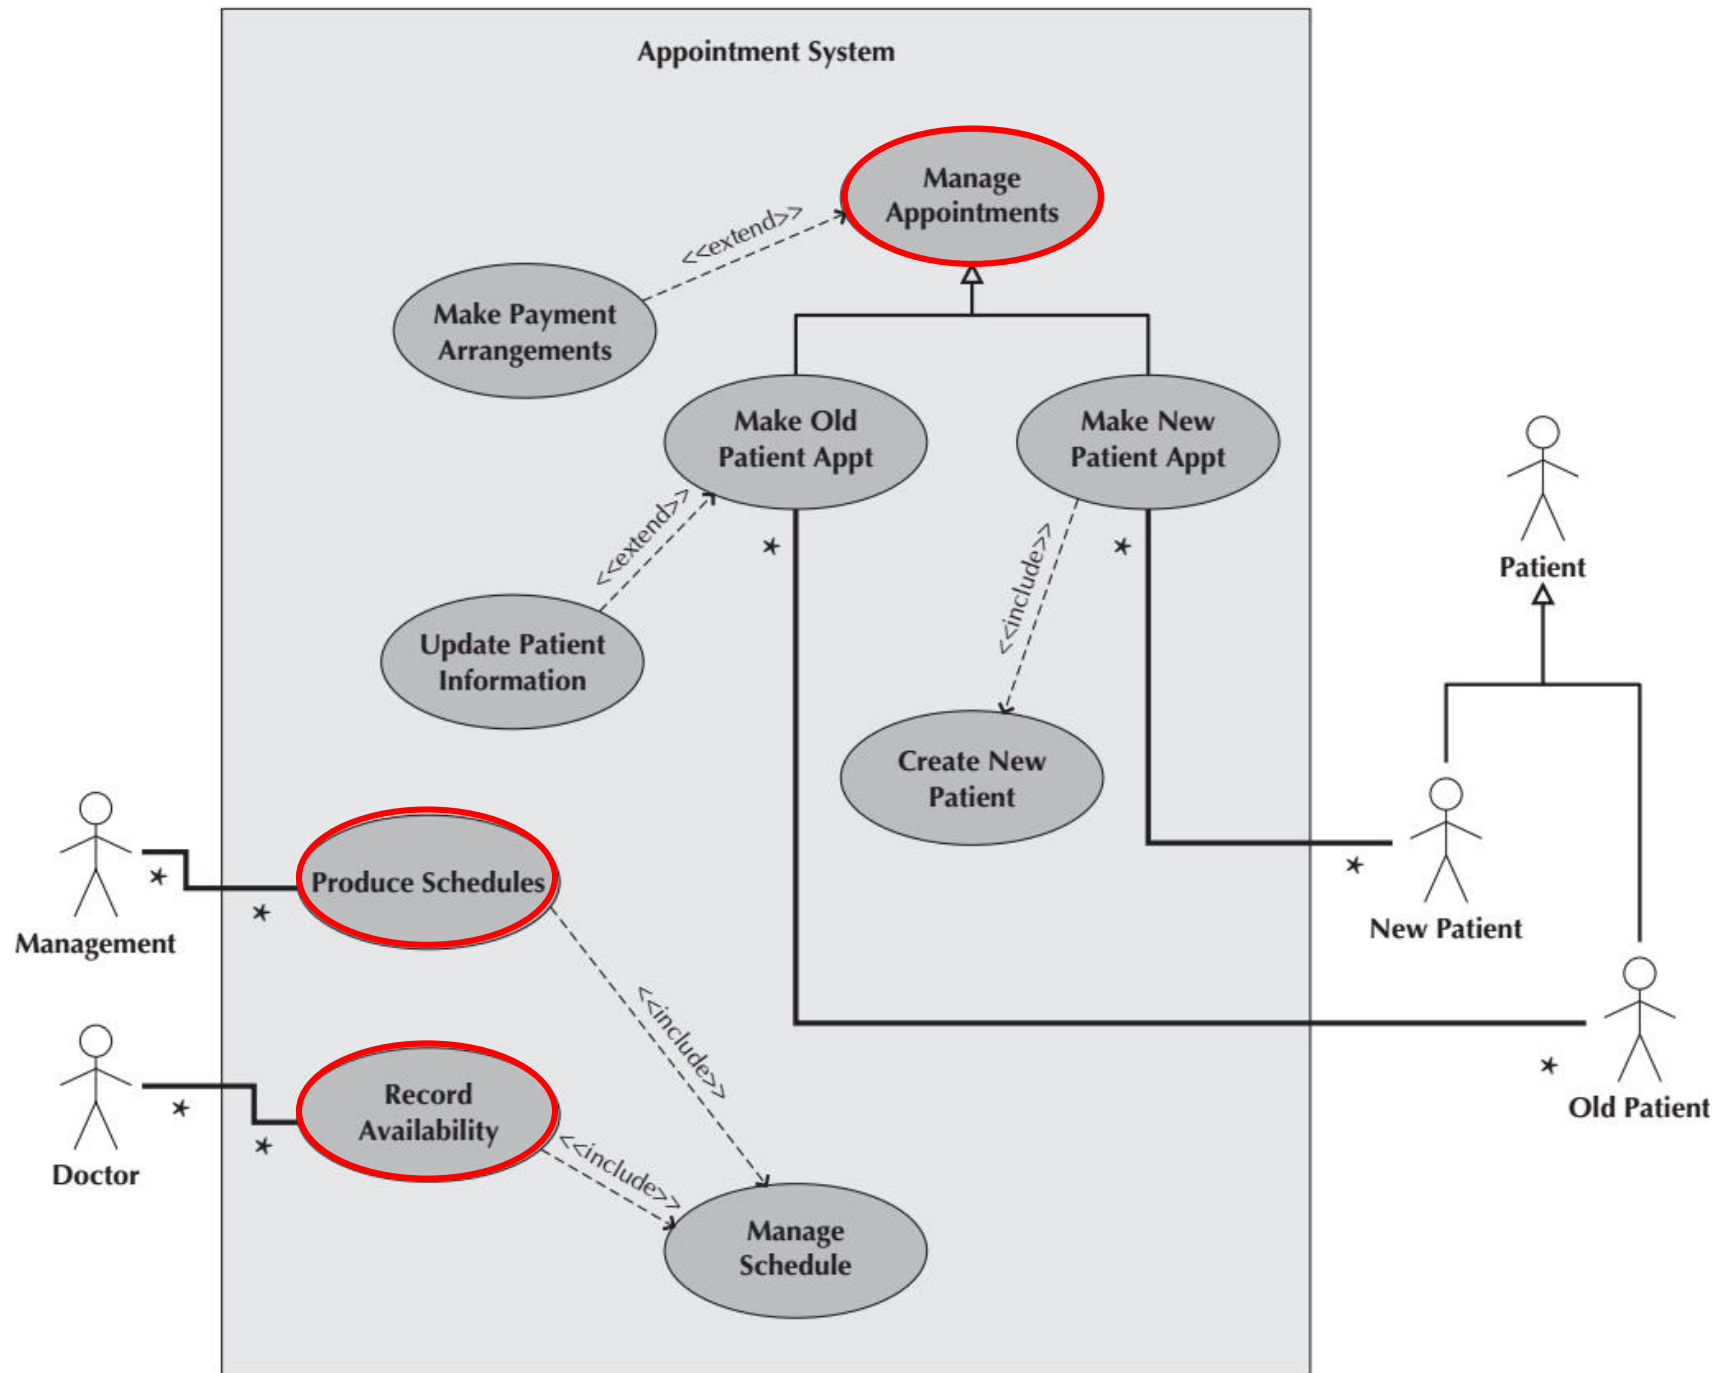 Appointment System
Manage
Appointments
<<extend>>
Make Payment
Arrangements
Make Old
Patient Appt
Make New
Patient Appt
<<extend>>
*
<<include>>
*
Patient
Update Patient
Information
Create New
Patient
*
Produce Schedules
*
Management
New Patient
*
<<include>>
Record
Availability
*
*
<<include>>
Doctor
*
Old Patient
Manage
Schedule